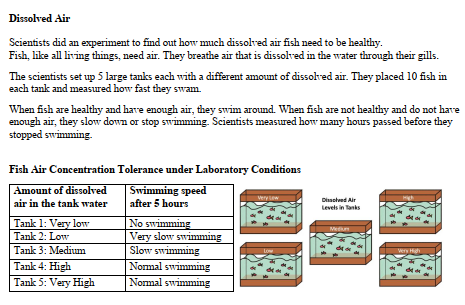 Dissolved Air
Scientists did an experiment to find out how much dissolved air fish need to be healthy.
Fish, like all living things, need air. They breathe air that is dissolved in the water through their gills.
The scientists set up 5 large tanks each with a different amount of dissolved air. They placed 10 fish in
each tank and measured how fast they swam.
When fish are healthy and have enough air, they swim around. When fish are not healthy and do not have
enough air, they slow down or stop swimming. Scientists measured how many hours passed before they
stopped swimming.
Fish Air Concentration Tolerance under Laboratory Conditions
Amount of dissolved air in the tank water
Swimming speed after 5 hours
Tank 1: Very low No swimming
Tank 2: Low Very slow swimming
Tank 3: Medium Slow swimming
Tank 4: High Normal swimming
Tank 5: Very High Normal swimming
Very Low
Dissolved Air
Levels in Tanks
High
Medium
Low
Very High